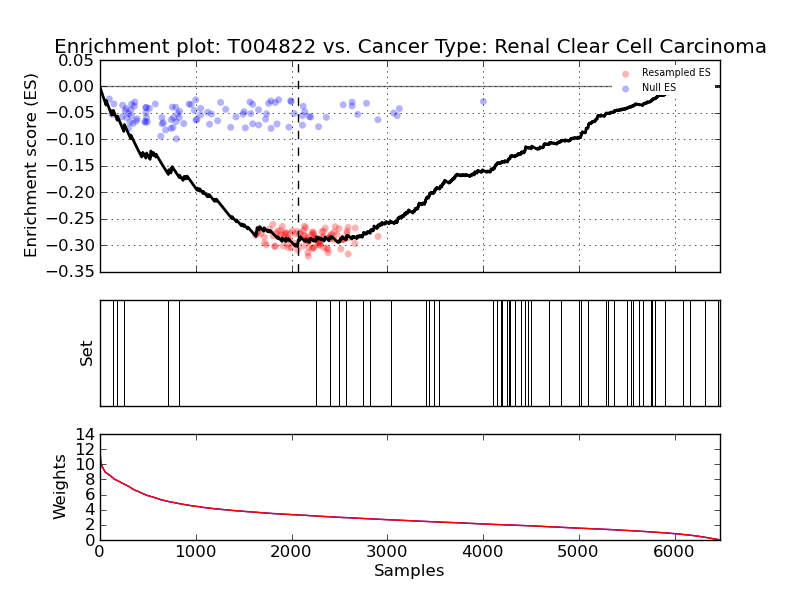 Enrichment plot: T004822 vs. Cancer Type: Renal Clear Cell Carcinoma
Enrichment score (ES)
0.05
0.00
−0.05
−0.10
−0.15
−0.20
−0.25
−0.30
−0.35
Resampled ES
Null ES
Set
Weights
14
12
10
8
6
4
2
0
0 1000 2000 3000 4000 5000 6000
Samples